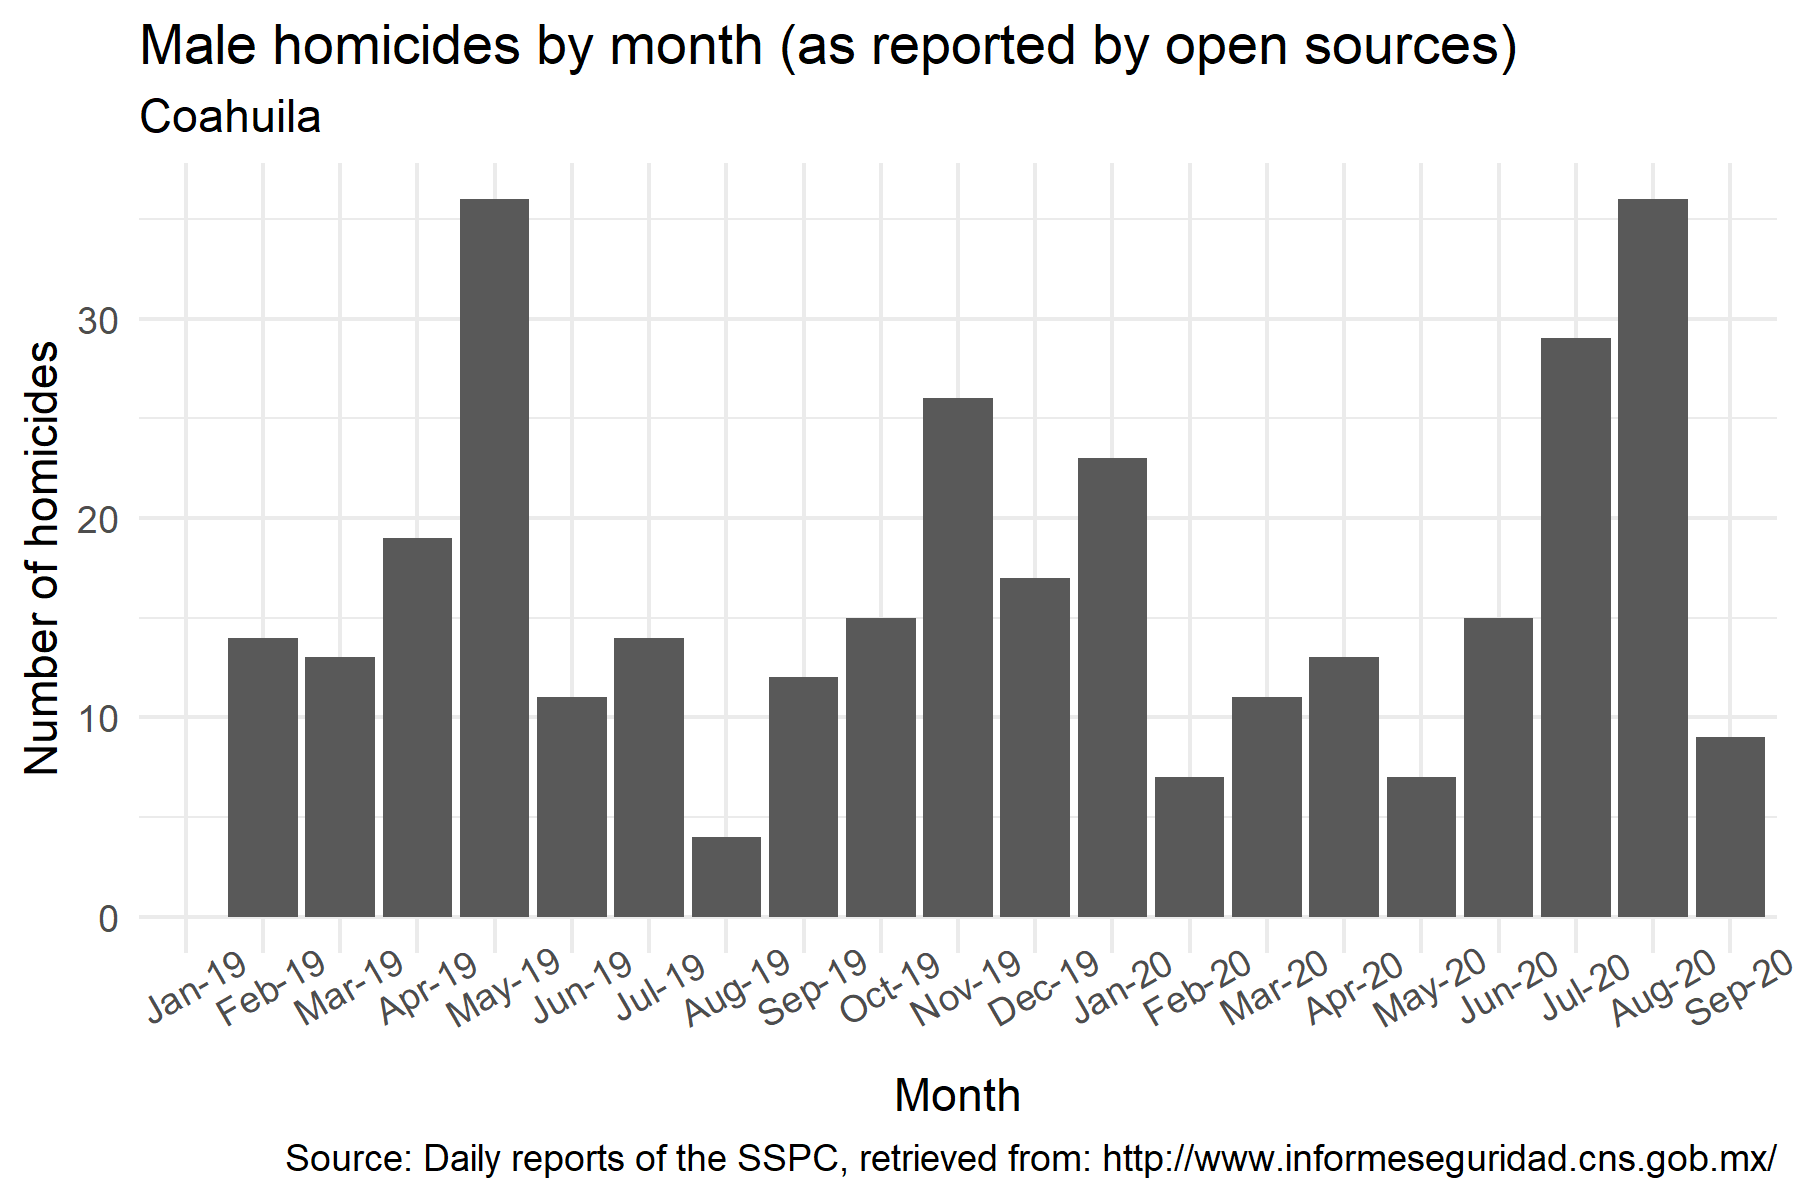 Male homicides by month (as reported by open sources)
Coahuila
Number of homicides
30
20
10
0
Jan-19
Feb-19
Mar-19
Apr-19
May-19
Jun-19
Jul-19
Aug-19
Sep-19
Oct-19
Nov-19
Dec-19
Jan-20
Feb-20
Mar-20
Apr-20
May-20
Jun-20
Jul-20
Aug-20
Sep-20
Month
Source: Daily reports of the SSPC, retrieved from: http://www.informeseguridad.cns.gob.mx/